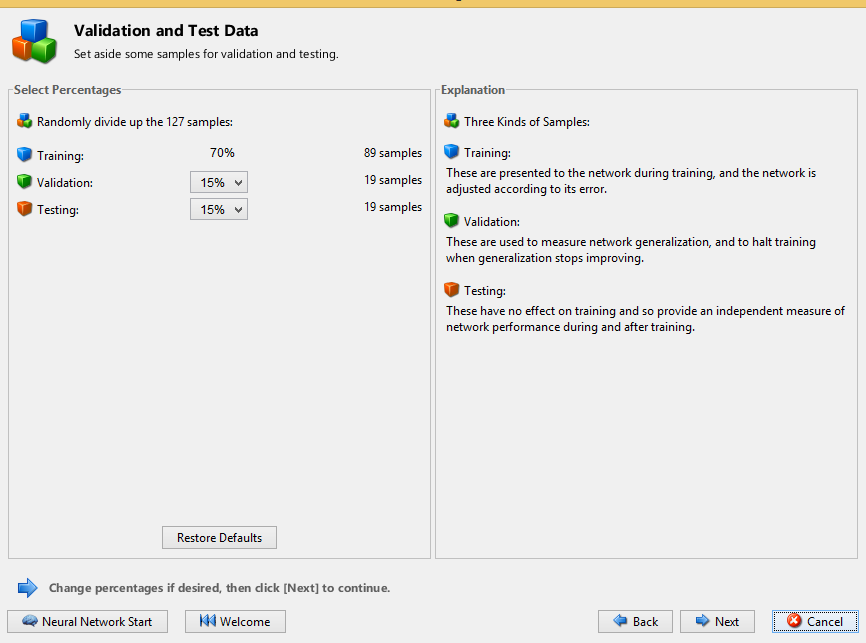 Validation and Test Data
Set aside some samples for validation and testing.
Select Percentages
Randomly divide up the 127 samples:
Training: 70% 89 samples
Validation: 15% 19 samples
Testing: 15% 19 samples
Restore Defaults
Explanation
Three Kinds of Samples:
Training:
These are presented to the network during training, and the network is
adjusted according to its error.
Validation:
These are used to measure network generalization, and to halt training
when generalization stops improving.
Testing:
These have no effect on training and so provide an independent measure of
network performance during and after training.
Change percentages if desired, then click [Next] to continue.
Neural Network Start Welcome Back Next Cancel